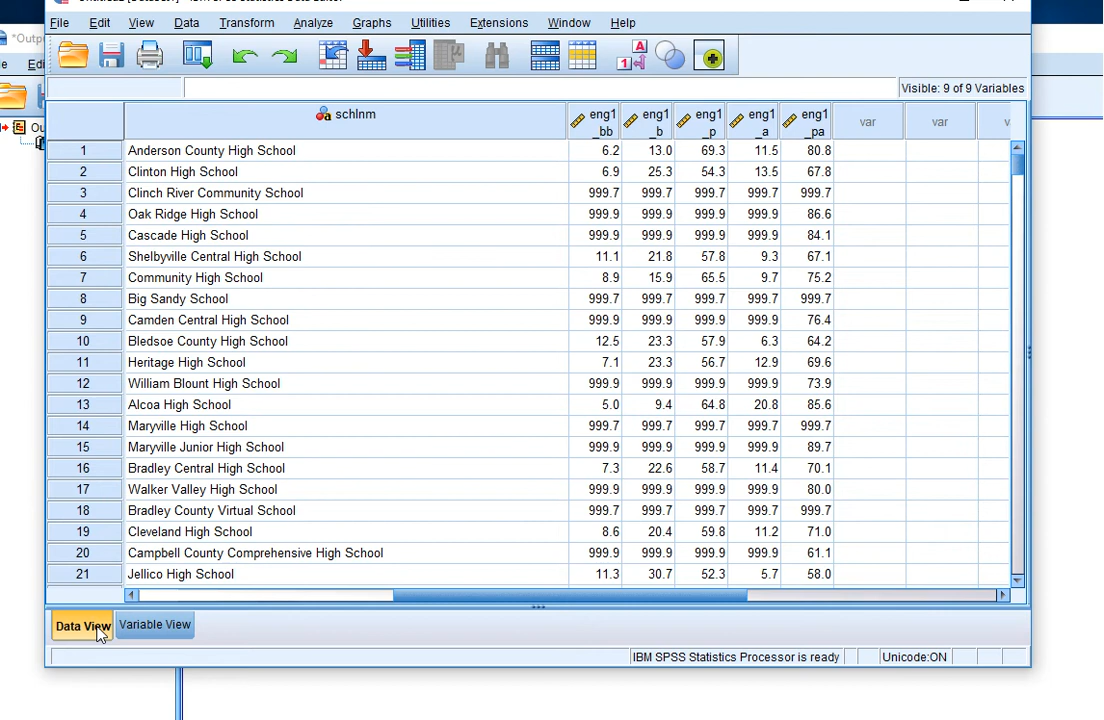 *Outp
File Edit View Data Transform Analyze Graphs Utilities Extensions Window Help
Visible: 9 of 9 Variables
schlnm eng1_bb eng1_b eng1_p eng1_a eng1_pa var var
1 Anderson County High School 6.2 13.0 69.3 11.5 80.8
2 Clinton High School 6.9 25.3 54.3 13.5 67.8
3 Clinch River Community School 999.7 999.7 999.7 999.7 999.7
4 Oak Ridge High School 999.9 999.9 999.9 999.9 86.6
5 Cascade High School 999.9 999.9 999.9 999.9 84.1
6 Shelbyville Central High School 11.1 21.8 57.8 9.3 67.1
7 Community High School 8.9 15.9 65.5 9.7 75.2
8 Big Sandy School 999.7 999.7 999.7 999.7 999.7
9 Camden Central High School 999.9 999.9 999.9 999.9 76.4
10 Bledsoe County High School 12.5 23.3 57.9 6.3 64.2
11 Heritage High School 7.1 23.3 56.7 12.9 69.6
12 William Blount High School 999.9 999.9 999.9 999.9 73.9
13 Alcoa High School 5.0 9.4 64.8 20.8 85.6
14 Maryville High School 999.7 999.7 999.7 999.7 999.7
15 Maryville Junior High School 999.9 999.9 999.9 999.9 89.7
16 Bradley Central High School 7.3 22.6 58.7 11.4 70.1
17 Walker Valley High School 999.9 999.9 999.9 999.9 80.0
18 Bradley County Virtual School 999.7 999.7 999.7 999.7 999.7
19 Cleveland High School 8.6 20.4 59.8 11.2 71.0
20 Campbell County Comprehensive High School 999.9 999.9 999.9 999.9 61.1
21 Jellico High School 11.3 30.7 52.3 5.7 58.0
Data View Variable View
IBM SPSS Statistics Processor is ready Unicode:ON